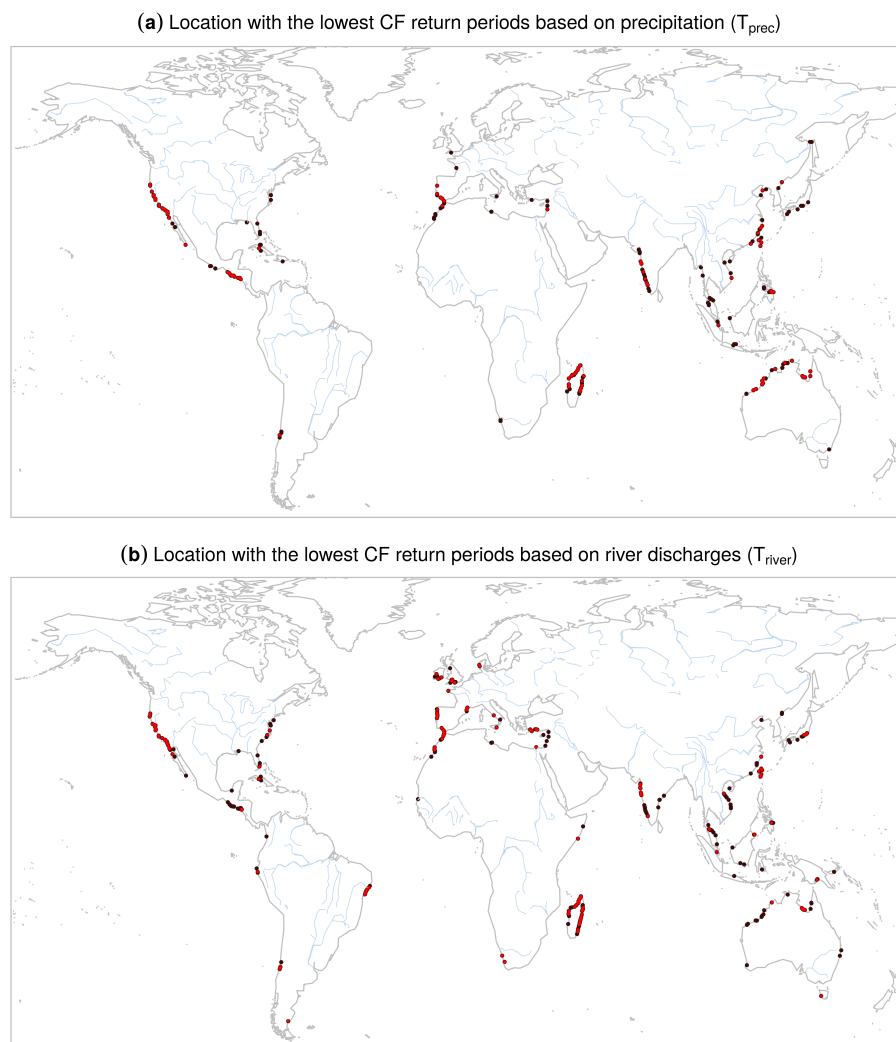 (a) Location with the lowest CF return periods based on precipitation (Tprec)
(b) Location with the lowest CF return periods based on river discharges (Triver)